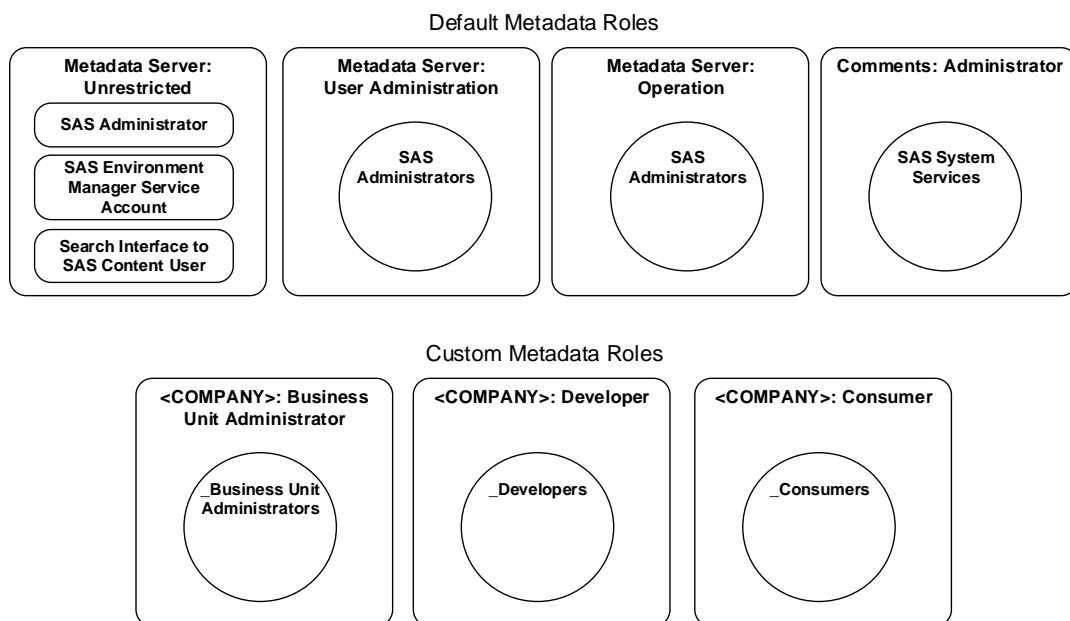 Default Metadata Roles
Metadata Server:
Unrestricted
SAS Administrator
SAS Environment
Manager Service
Account
Search Interface to
SAS Content User
Metadata Server:
User Administration
SAS
Administrators
Metadata Server:
Operation
SAS
Administrators
Comments: Administrator
SAS System
Services
Custom Metadata Roles
<COMPANY>: Business
Unit Administrator
_Business Unit
Administrators
<COMPANY>: Developer
_Developers
<COMPANY>: Consumer
_Consumers